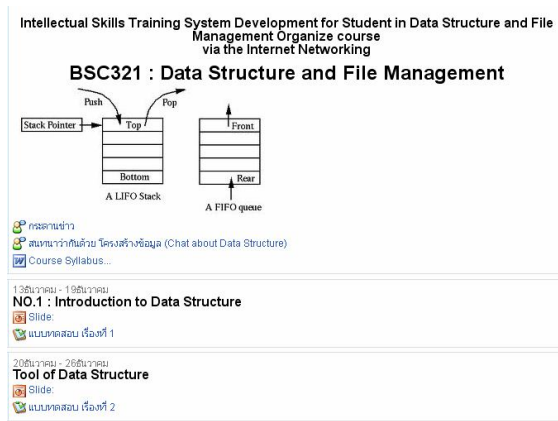 Intellectual Skills Training System Development for Student in Data Structure and File
Management Organize course
via the Internet Networking
BSC321 : Data Structure and File Management
Push
Pop
Stack Pointer
Top
Front
Bottom
Rear
A LIFO Stack
A FIFO queue
กระดานข่าว
สนทนาว่ากันด้วย โครงสร้างข้อมูล (Chat about Data Structure)
Course Syllabus...
13ธันวาคม - 19ธันวาคม
NO.1 : Introduction to Data Structure
Slide:
แบบทดสอบ เรื่องที่ 1
20ธันวาคม - 26ธันวาคม
Tool of Data Structure
Slide:
แบบทดสอบ เรื่องที่ 2